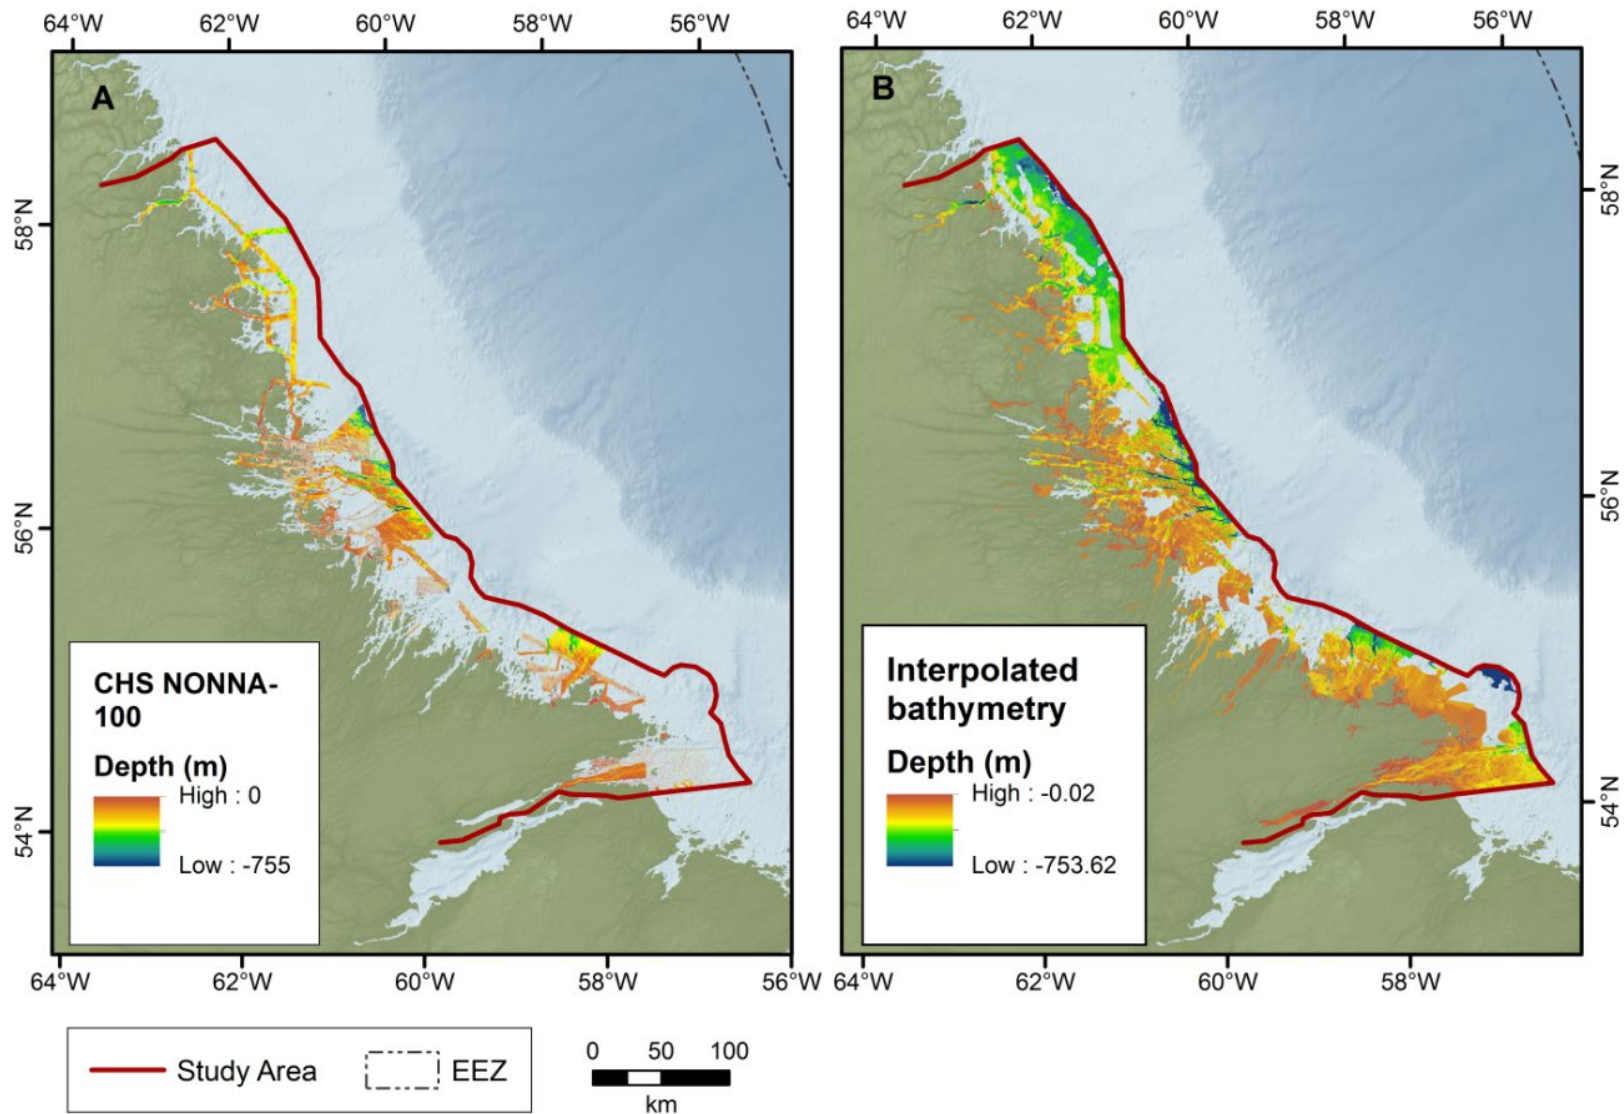 64°W 62°W 60°W 58°W 56°W
64°W 62°W 60°W 58°W 56°W
A
B
58°N
58°N
56°N
56°N
54°N
54°N
CHS NONNA-
100
Depth (m)
High : 0
Low : -755
Interpolated
bathymetry
Depth (m)
High : -0.02
Low : -753.62
64°W 62°W 60°W 58°W 56°W
64°W 62°W 60°W 58°W
Study Area
EEZ
0 50 100
km